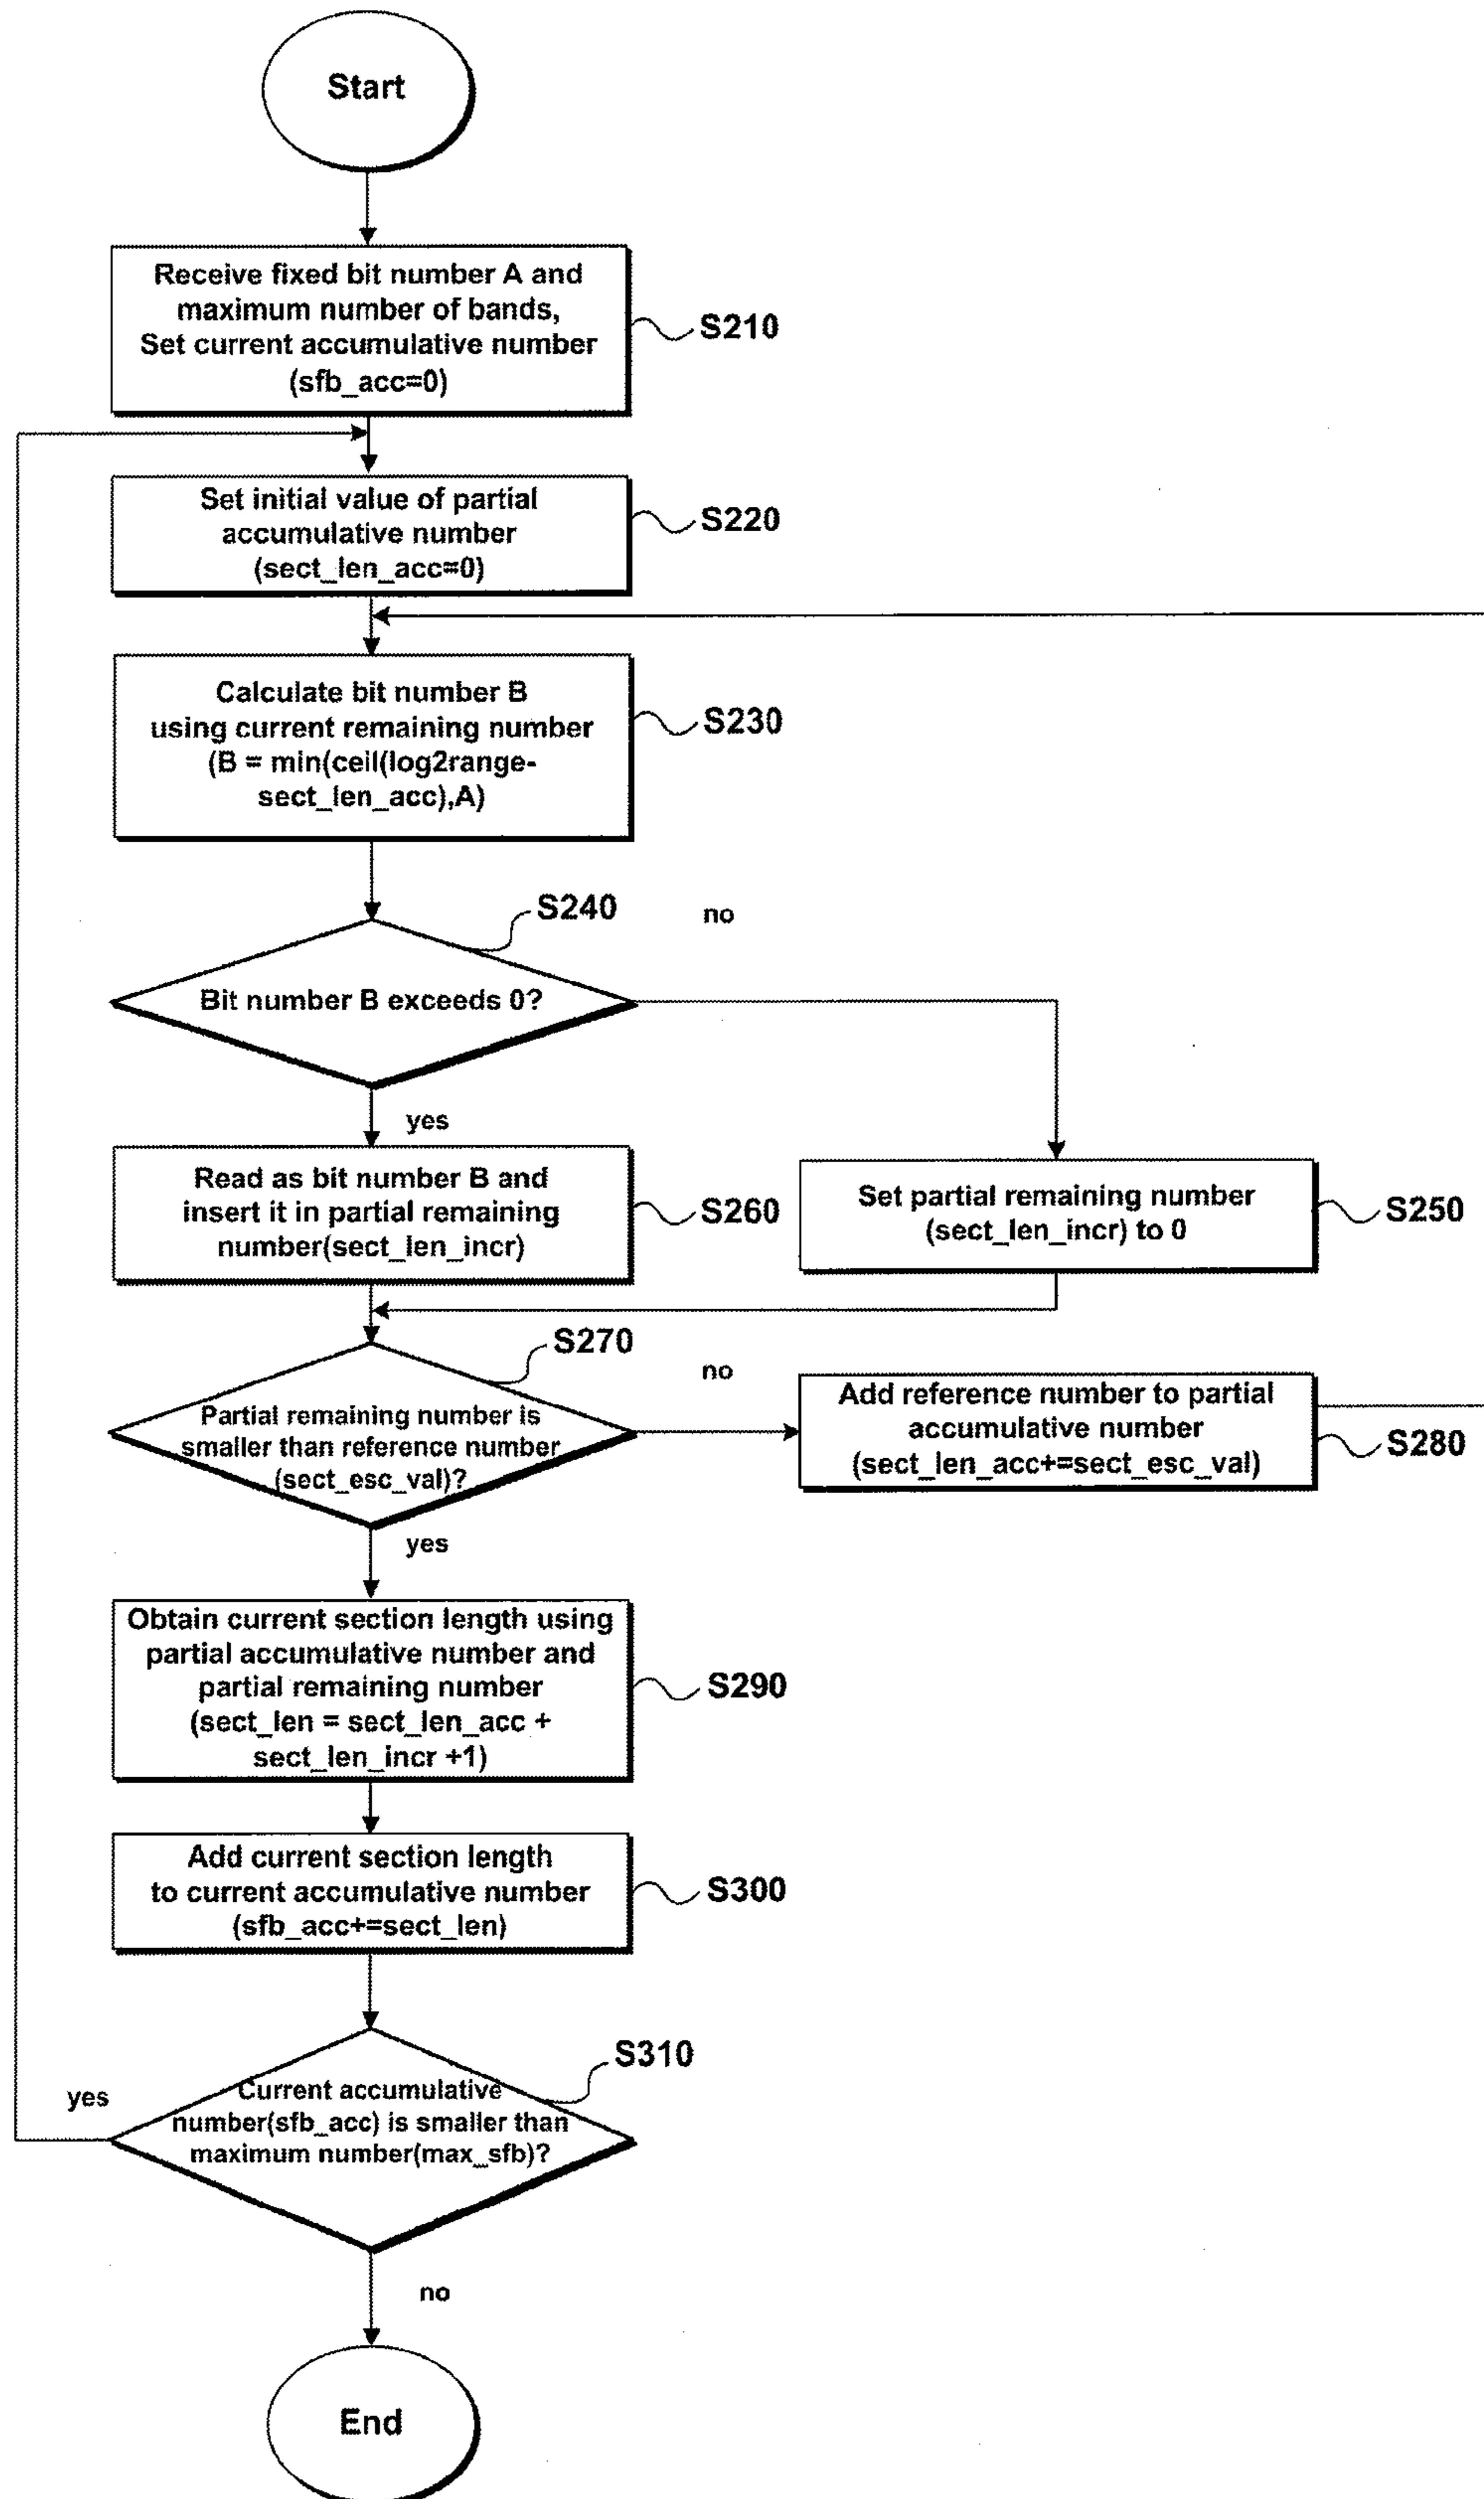 Start
Receive fixed bit number A and
maximum number of bands,
Set current accumulative number
(sfb_acc=0)
S210
Set initial value of partial
accumulative number
(sect_len_acc=0)
S220
Calculate bit number B
using current remaining number
(B = min(ceil(log2range-
sect_len_acc),A)
S230
S240
no
Bit number B exceeds 0?
yes
Read as bit number B and
insert it in partial remaining
number(sect_len_incr)
S260
Set partial remaining number
(sect_len_incr) to 0
S250
S270
no
Partial remaining number is
smaller than reference number
(sect_esc_val)?
Add reference number to partial
accumulative number
(sect_len_acc+=sect_esc_val)
S280
yes
Obtain current section length using
partial accumulative number and
partial remaining number
(sect_len = sect_len_acc +
sect_len_incr +1)
S290
Add current section length
to current accumulative number
(sfb_acc+=sect_len)
S300
S310
yes
Current accumulative
number(sfb_acc) is smaller than
maximum number(max_sfb)?
no
End